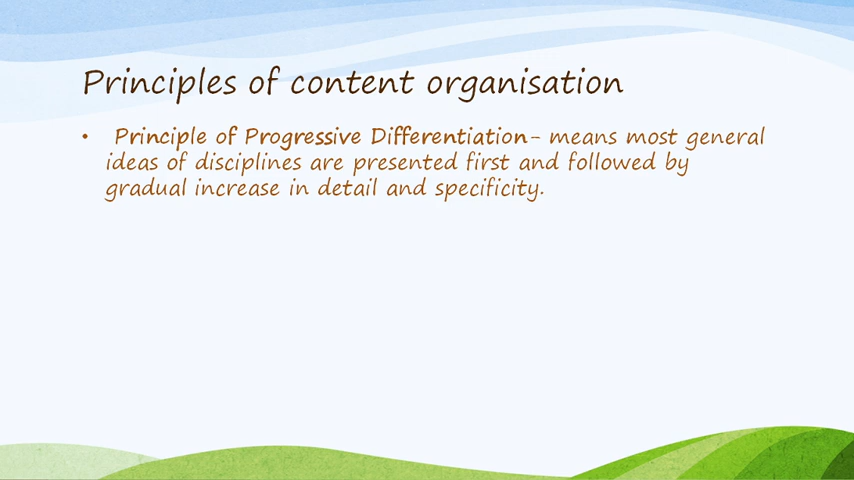 Principles of content organisation
• Principle of Progressive Differentiation- means most general
ideas of disciplines are presented first and followed by
gradual increase in detail and specificity.